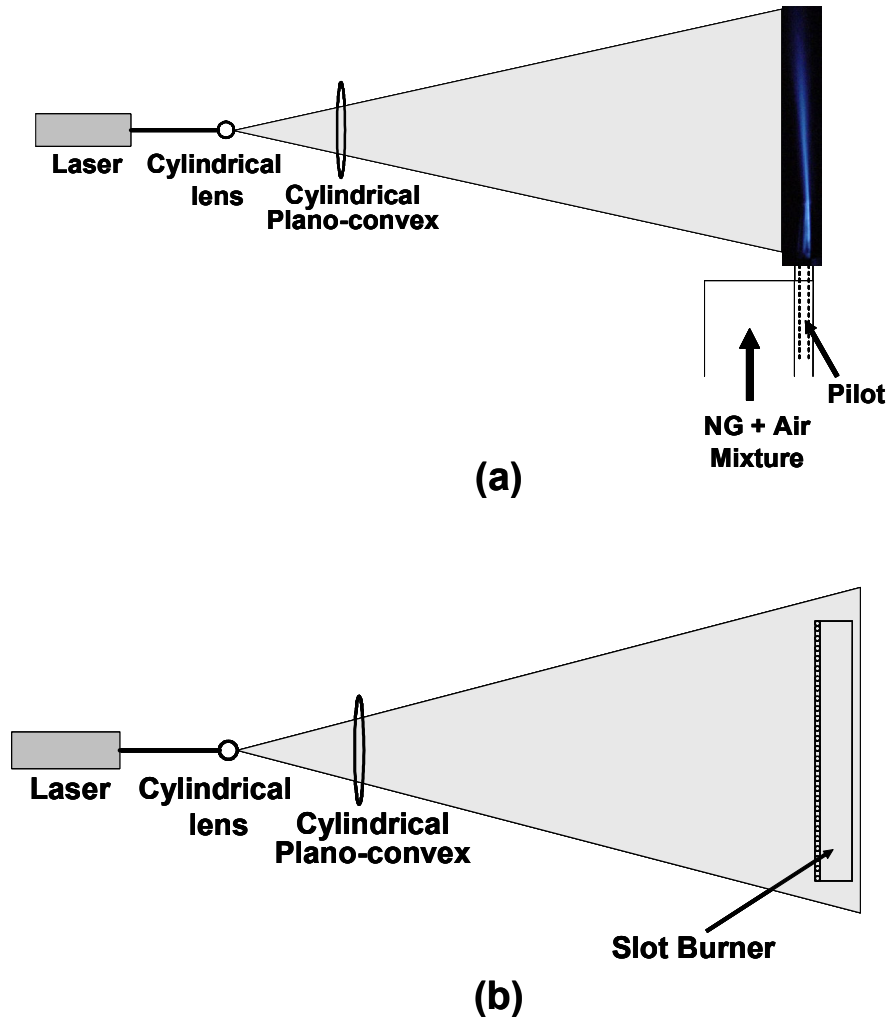 Laser
Cylindrical
lens
Cylindrical
Plano-convex
Pilot
NG + Air
Mixture
(a)
Laser
Cylindrical
lens
Cylindrical
Plano-convex
Slot Burner
(b)